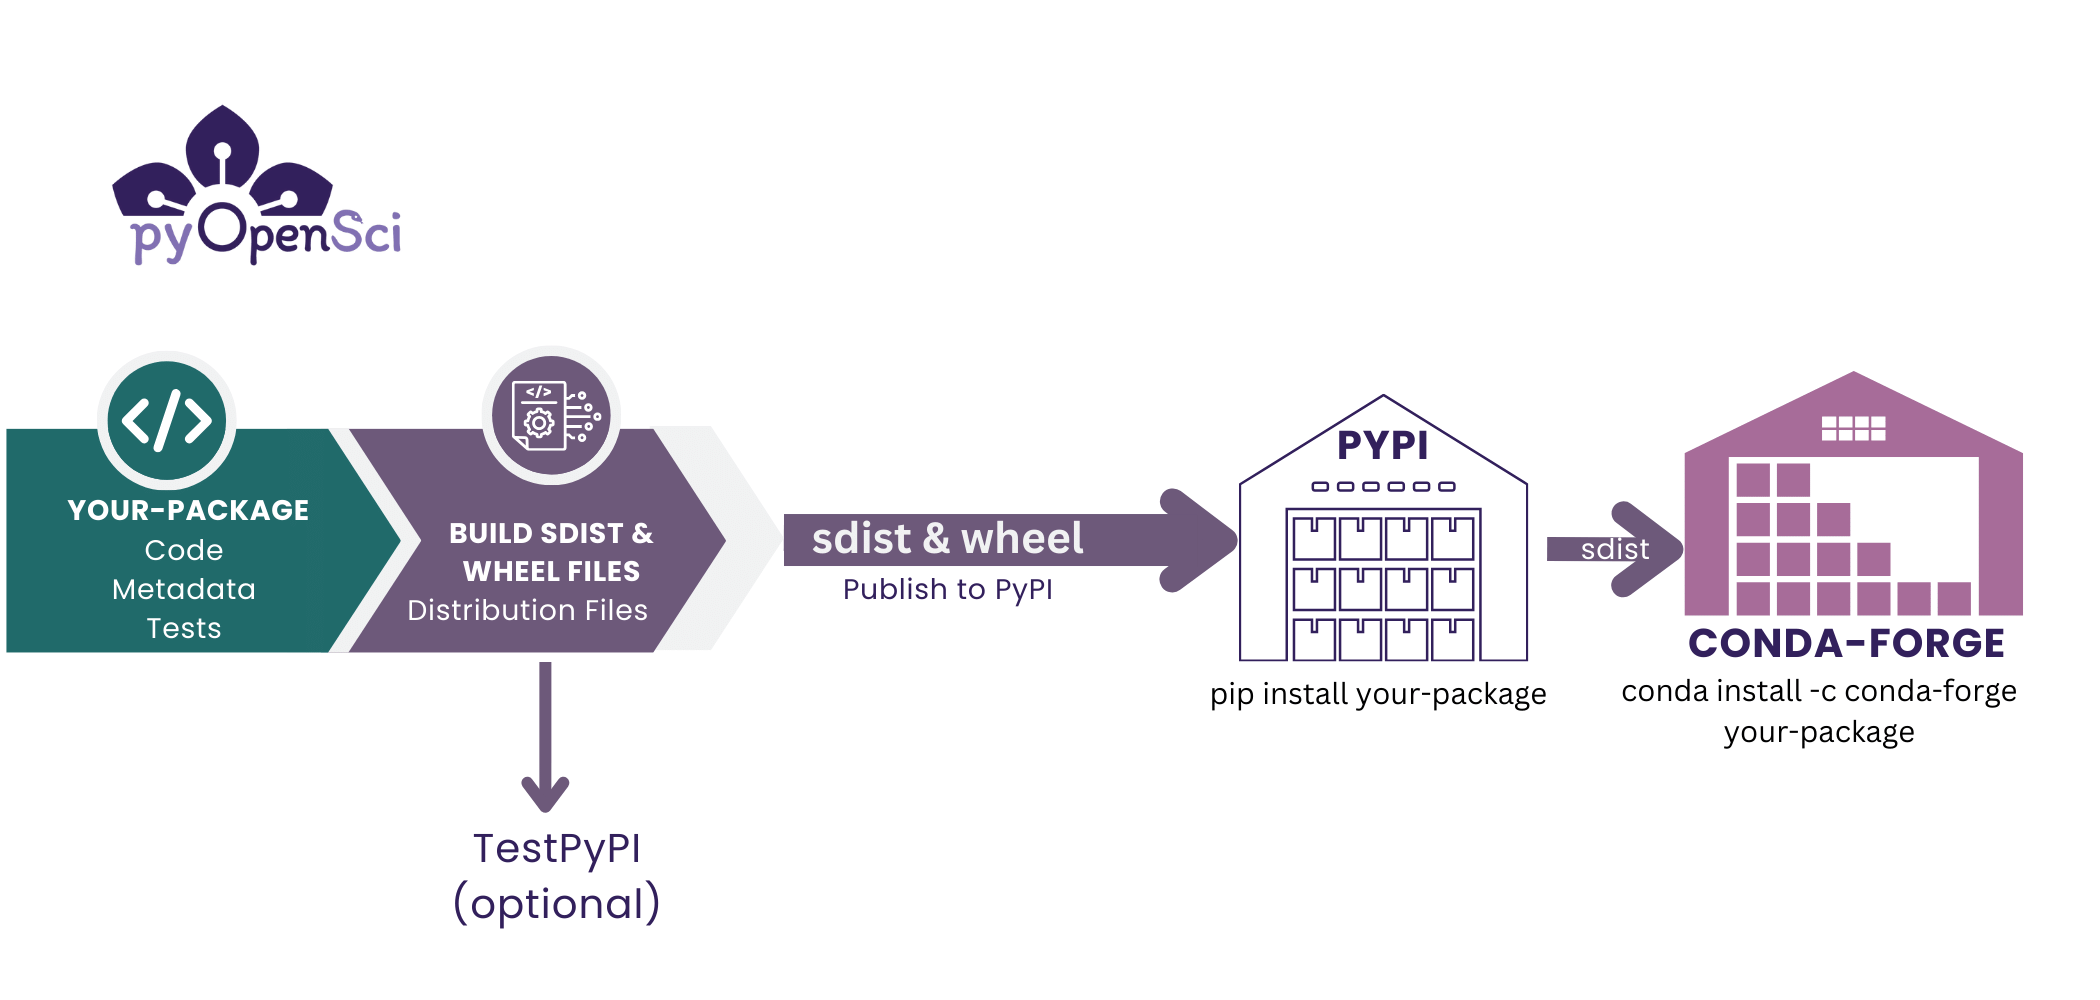 pyOpenSci
</>
YOUR-PACKAGE
Code
Metadata
Tests
</>
BUILD SDIST &
WHEEL FILES
Distribution Files
sdist & wheel
Publish to PyPI
PYPI
pip install your-package
sdist
CONDA-FORGE
conda install -c conda-forge
your-package
TestPyPI
(optional)